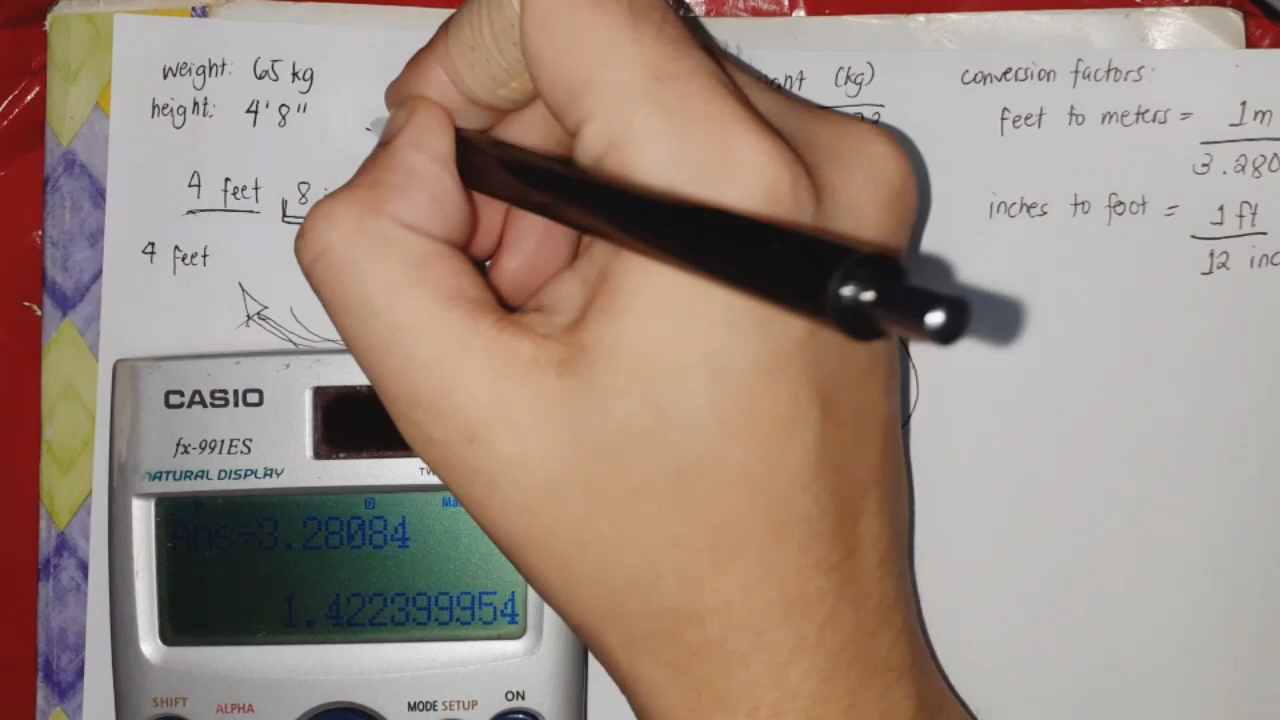 weight: 65 kg
height: 4'8"
4 feet 8
4 feet
(kg)
conversion factors:
feet to meters = 1m
3.280
inches to foot = 1 ft
12 inc
CASIO
fx-991ES
NATURAL DISPLAY
Ans÷3.28084
1.422399954
SHIFT ALPHA MODE SETUP ON